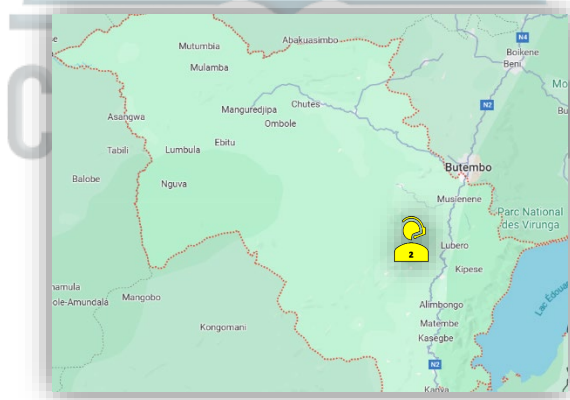 N4
Abakuasimbo
Mutumbia
Boikene
Beni
Mulamba
Manguredjipa
Chutes
N2
Asangwa
Ombole
Ebitu
Tabili
Lumbula
Butembo
Balobe
Nguva
Musienene
Parc National
des Virunga
Lubero
2
Kipese
Mangobo
Alimbongo
Kongomani
Matembe
Kasegbe
N2